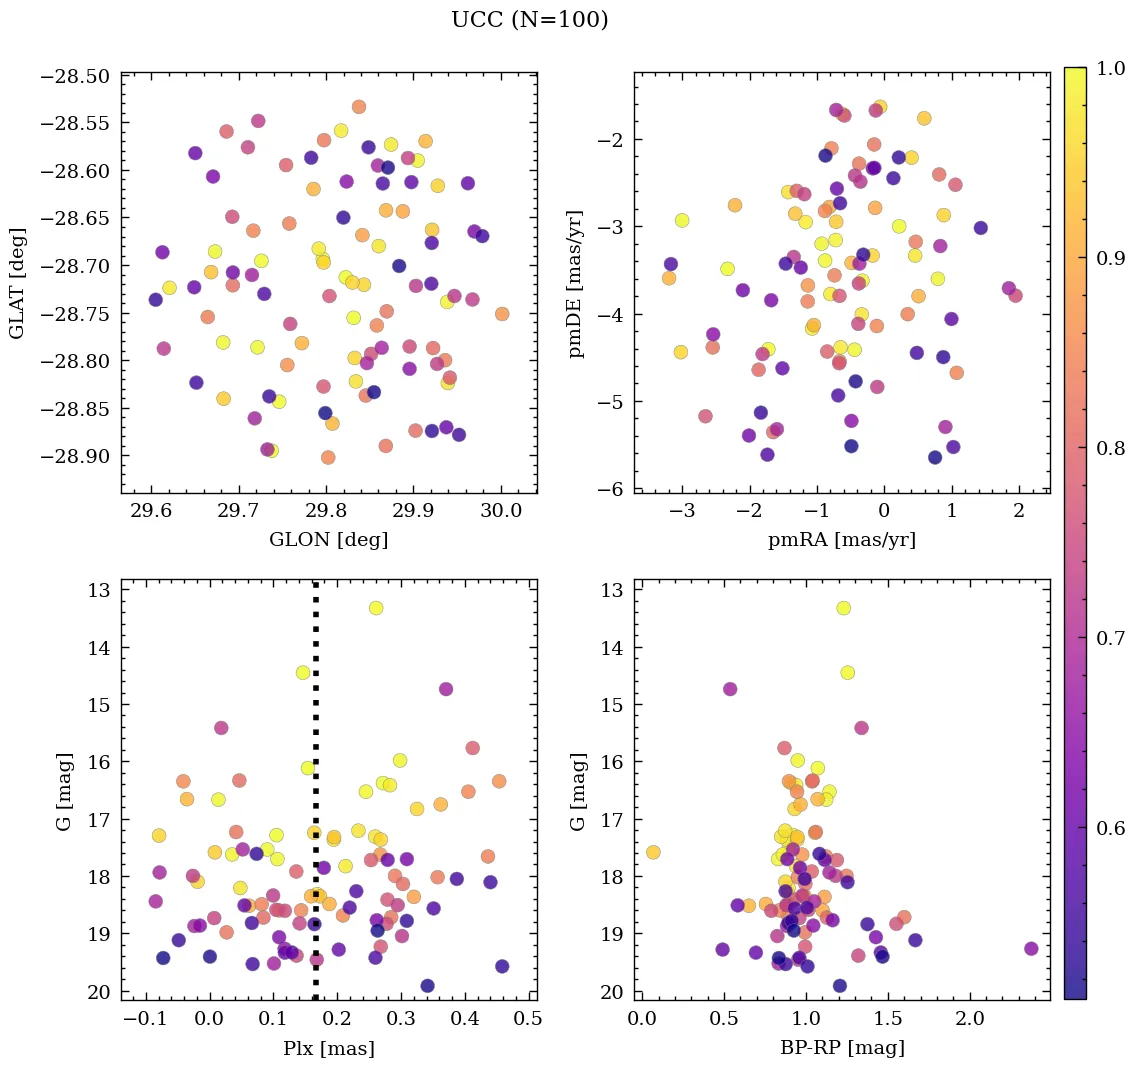 UCC (N=100)
−28.50
−28.55
−28.60
−28.65
−28.70
−28.75
−28.80
−28.85
−28.90
GLAT [deg]
29.6 29.7 29.8 29.9 30.0
GLON [deg]
−2
−3
−4
−5
−6
pmDE [mas/yr]
−3 −2 −1 0 1 2
pmRA [mas/yr]
13
14
15
16
17
18
19
20
G [mag]
−0.1 0.0 0.1 0.2 0.3 0.4 0.5
Plx [mas]
13
14
15
16
17
18
19
20
G [mag]
0.0 0.5 1.0 1.5 2.0
BP-RP [mag]
1.0
0.9
0.8
0.7
0.6